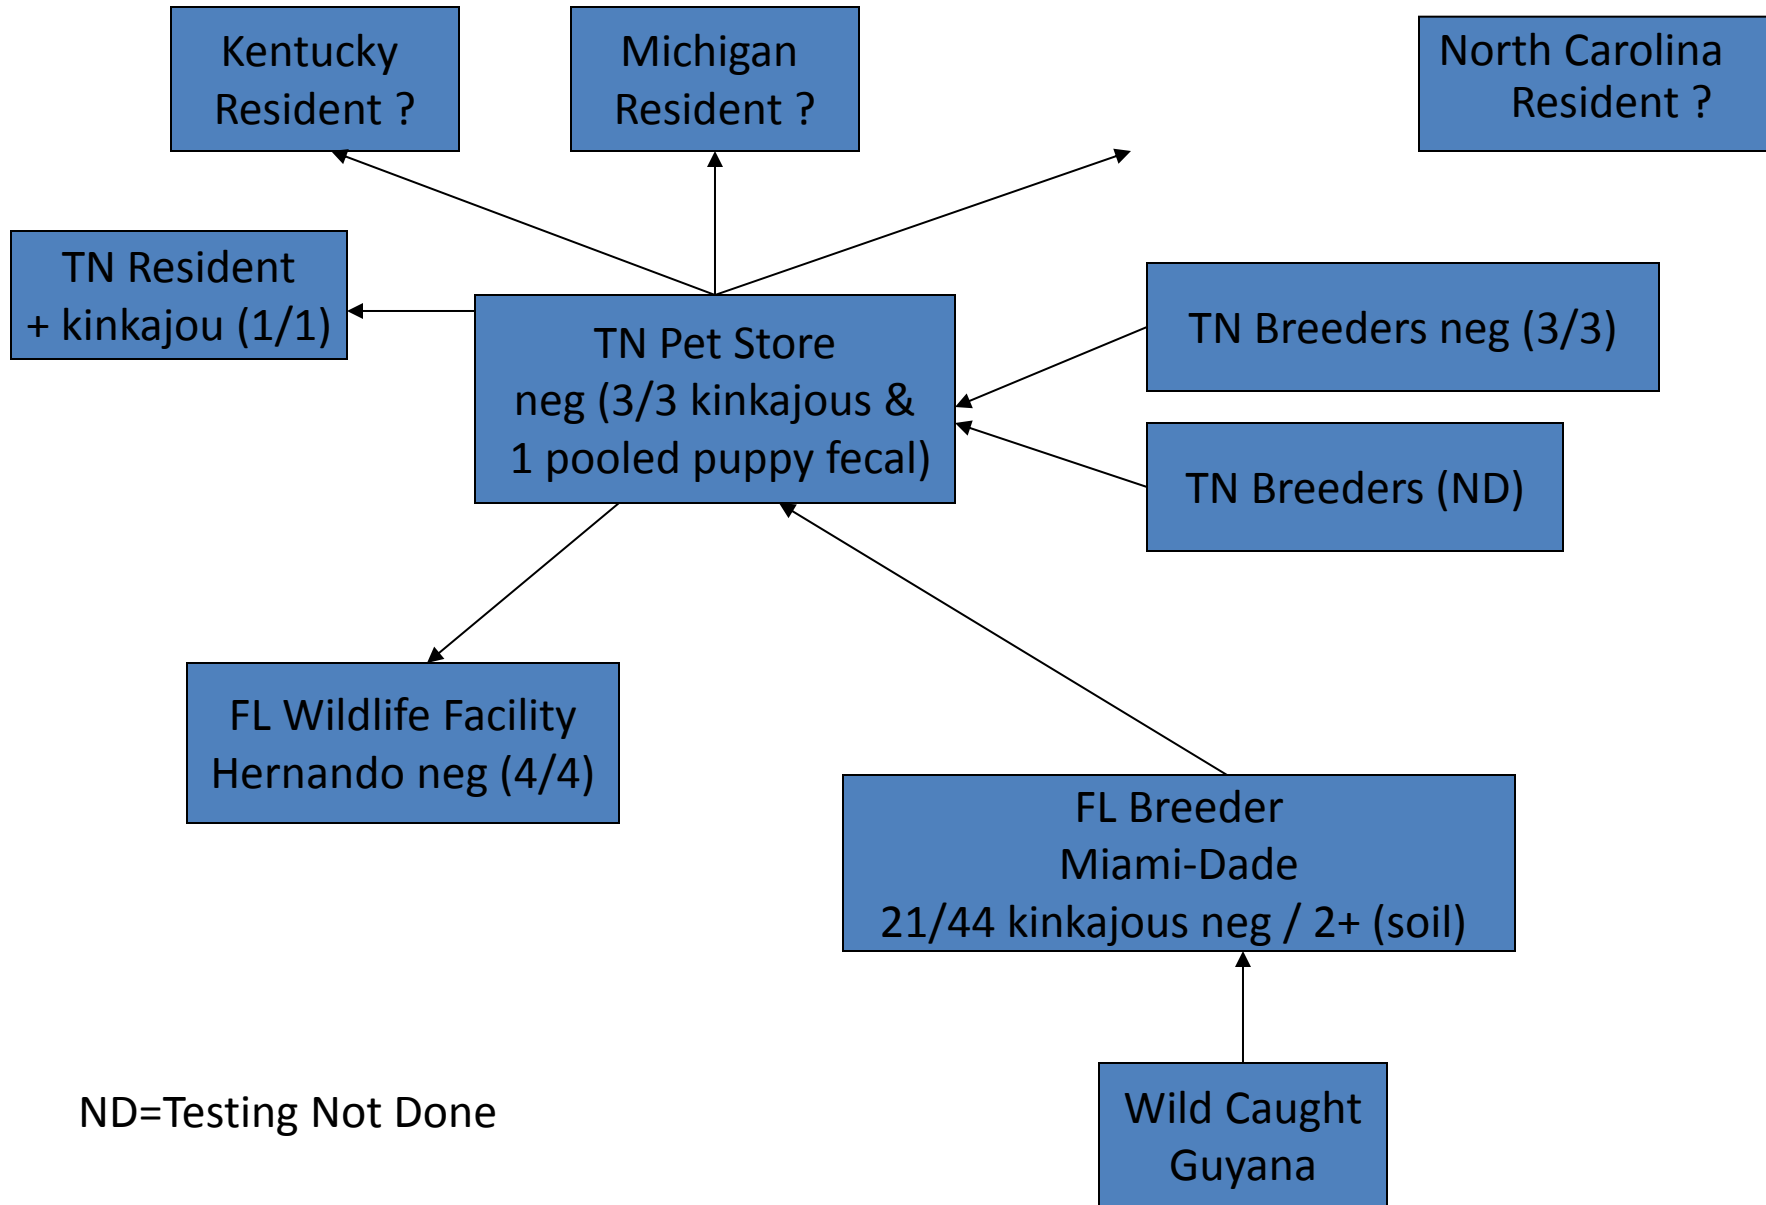 Kentucky
Resident ?
Michigan
Resident ?
North Carolina
Resident ?
TN Resident
+ kinkajou (1/1)
TN Pet Store
neg (3/3 kinkajous &
1 pooled puppy fecal)
TN Breeders neg (3/3)
TN Breeders (ND)
FL Wildlife Facility
Hernando neg (4/4)
FL Breeder
Miami-Dade
21/44 kinkajous neg / 2+ (soil)
ND=Testing Not Done
Wild Caught
Guyana